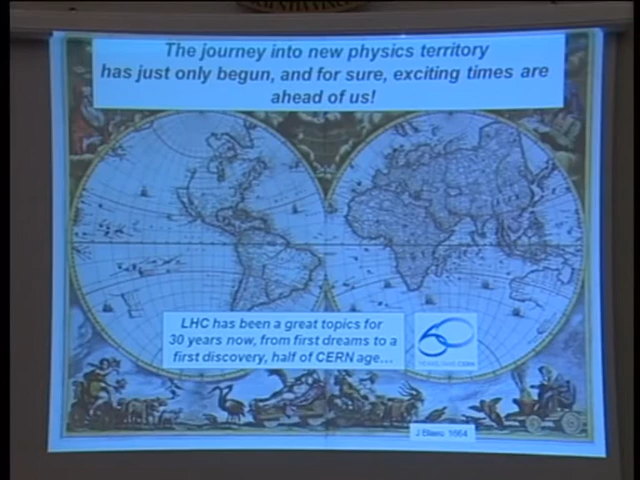 The journey into new physics territory
has just only begun, and for sure, exciting times are
ahead of us!
LHC has been a great topics for
30 years now, from first dreams to a
first discovery, half of CERN age…
60
CERN
J Blaeu 1664